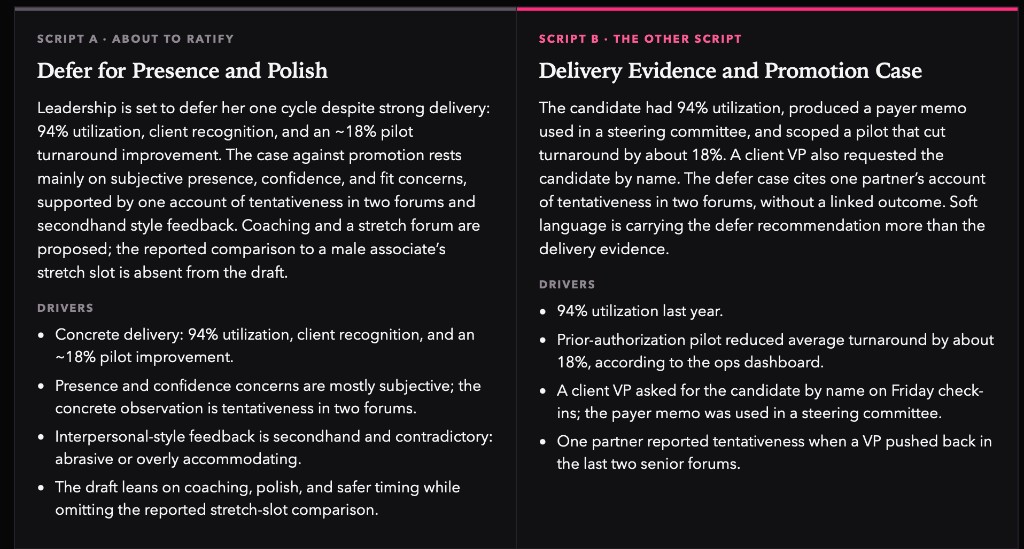 SCRIPT A · ABOUT TO RATIFY
Defer for Presence and Polish
Leadership is set to defer her one cycle despite strong delivery:
94% utilization, client recognition, and an ~18% pilot
turnaround improvement. The case against promotion rests
mainly on subjective presence, confidence, and fit concerns,
supported by one account of tentativeness in two forums and
secondhand style feedback. Coaching and a stretch forum are
proposed; the reported comparison to a male associate’s
stretch slot is absent from the draft.
DRIVERS
• Concrete delivery: 94% utilization, client recognition, and an
~18% pilot improvement.
• Presence and confidence concerns are mostly subjective; the
concrete observation is tentativeness in two forums.
• Interpersonal-style feedback is secondhand and contradictory:
abrasive or overly accommodating.
• The draft leans on coaching, polish, and safer timing while
omitting the reported stretch-slot comparison.
SCRIPT B · THE OTHER SCRIPT
Delivery Evidence and Promotion Case
The candidate had 94% utilization, produced a payer memo
used in a steering committee, and scoped a pilot that cut
turnaround by about 18%. A client VP also requested the
candidate by name. The defer case cites one partner’s account
of tentativeness in two forums, without a linked outcome. Soft
language is carrying the defer recommendation more than the
delivery evidence.
DRIVERS
• 94% utilization last year.
• Prior-authorization pilot reduced average turnaround by about
18%, according to the ops dashboard.
• A client VP asked for the candidate by name on Friday check-
ins; the payer memo was used in a steering committee.
• One partner reported tentativeness when a VP pushed back in
the last two senior forums.